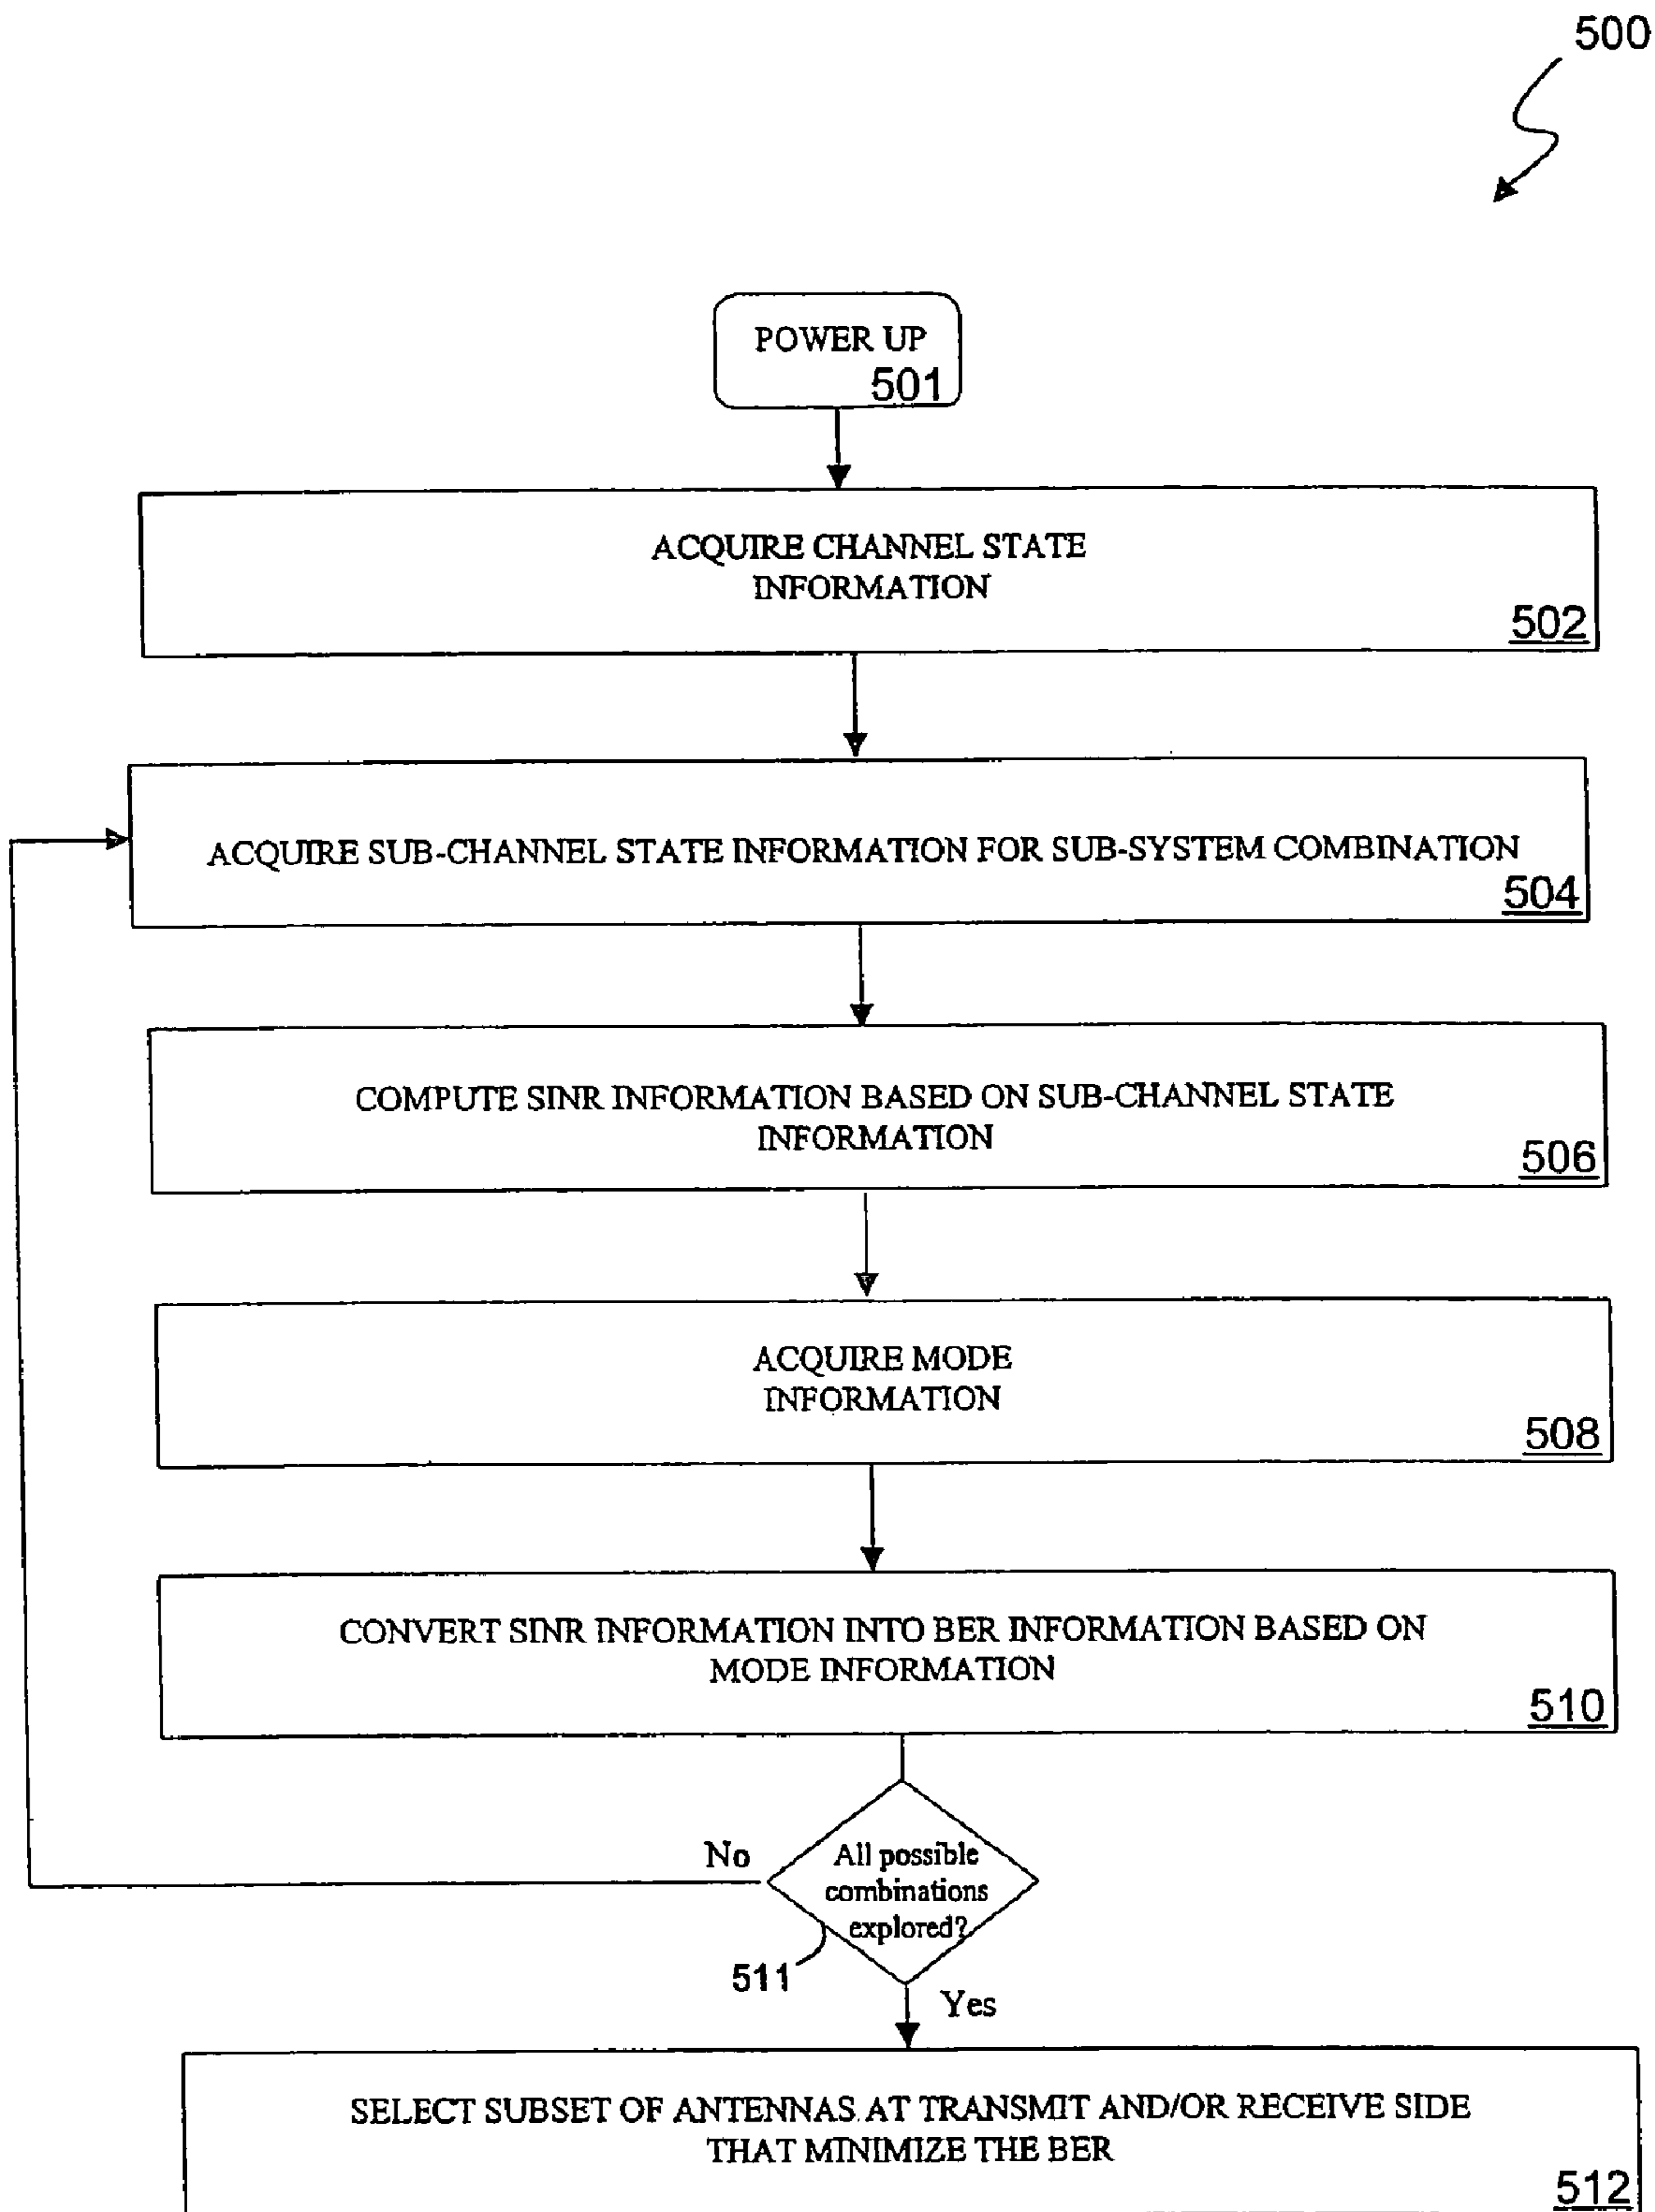 500
POWER UP
501
ACQUIRE CHANNEL STATE
INFORMATION
502
ACQUIRE SUB-CHANNEL STATE INFORMATION FOR SUB-SYSTEM COMBINATION
504
COMPUTE SINR INFORMATION BASED ON SUB-CHANNEL STATE
INFORMATION
506
ACQUIRE MODE
INFORMATION
508
CONVERT SINR INFORMATION INTO BER INFORMATION BASED ON
MODE INFORMATION
510
No
All possible
combinations
explored?
511
Yes
SELECT SUBSET OF ANTENNAS AT TRANSMIT AND/OR RECEIVE SIDE
THAT MINIMIZE THE BER
512